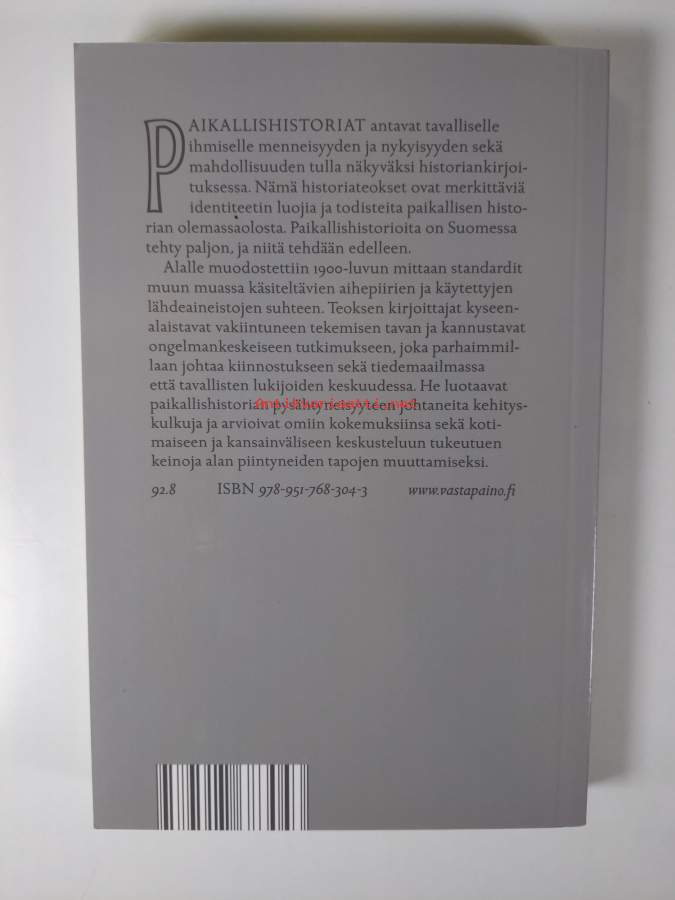 PAIKALLISHISTORIAT antavat tavalliselle
ihmiselle menneisyyden ja nykyisyyden sekä
mahdollisuuden tulla näkyväksi historiankirjoi-
tuksessa. Nämä historiateokset ovat merkittäviä
identiteetin luojia ja todisteita paikallisen histo-
rian olemassaolosta. Paikallishistorioita on Suomessa
tehty paljon, ja niitä tehdään edelleen.
Alalle muodostettiin 1900-luvun mittaan standardit
muun muassa käsiteltävien aihepiirien ja käytettyjen
lähdeaineistojen suhteen. Teoksen kirjoittajat kyseen-
alaistavat vakiintuneen tekemisen tavan ja kannustavat
ongelmankeskeiseen tutkimukseen, joka parhaimmil-
laan johtaa kiinnostukseen sekä tiedemaailmassa
että tavallisten lukijoiden keskuudessa. He luotaavat
paikallishistorian pysähtyneisyyteen johtaneita kehitys-
Antikvariaatti.net
kulkuja ja arvioivat omiin kokemuksiinsa sekä koti-
maiseen ja kansainväliseen keskusteluun tukeutuen
keinoja alan piintyneiden tapojen muuttamiseksi.
92.8 ISBN 978-951-768-304-3 www.vastapaino.fi